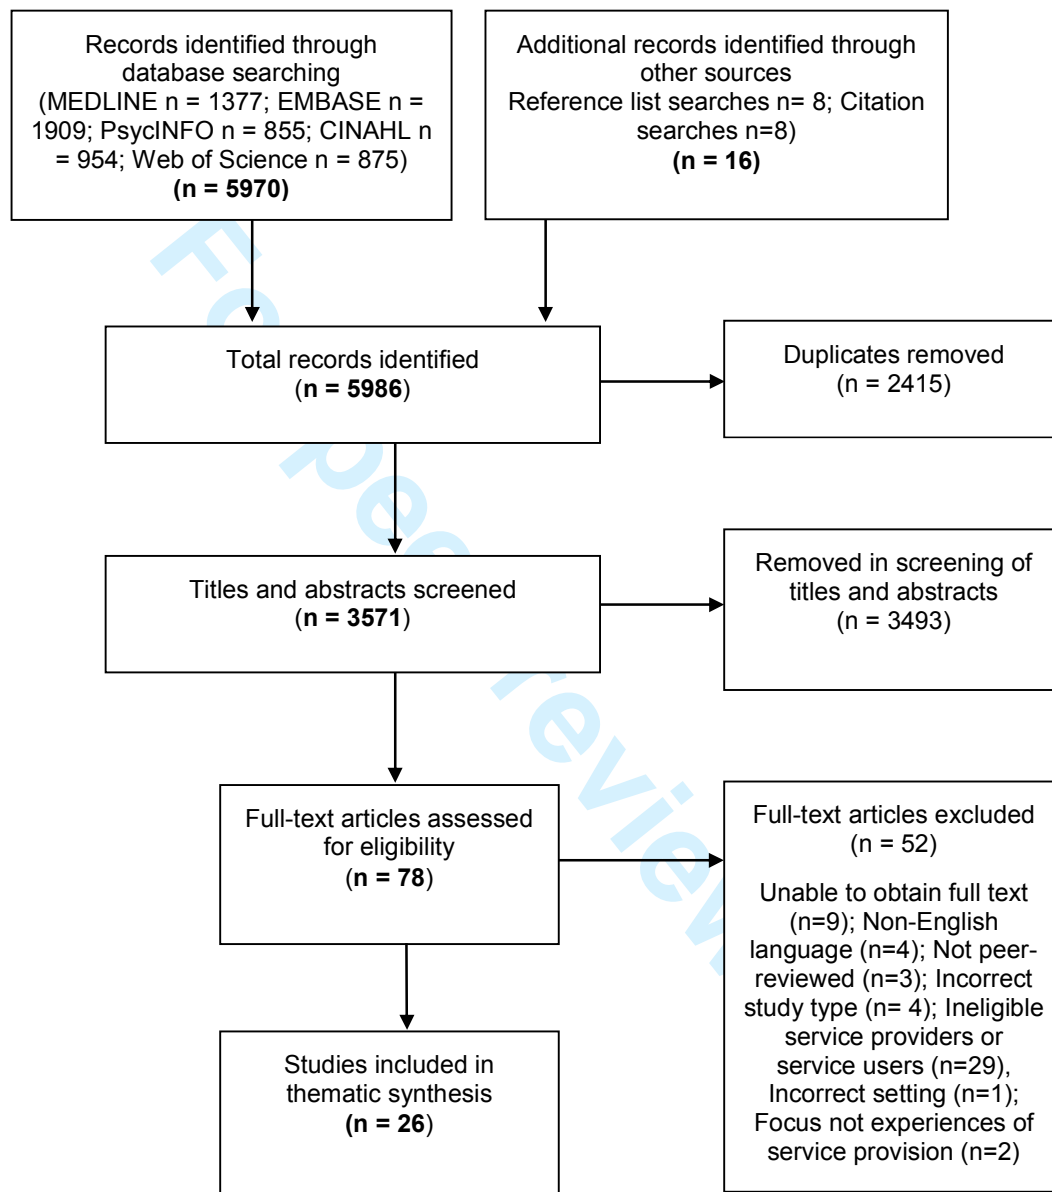 Records identified through
database searching
(MEDLINE n = 1377; EMBASE n =
1909; PsycINFO n = 855; CINAHL n
= 954; Web of Science n = 875)
(n = 5970)
Additional records identified through
other sources
Reference list searches n= 8; Citation
searches n=8)
(n = 16)
Total records identified
(n = 5986)
Duplicates removed
(n = 2415)
Titles and abstracts screened
(n = 3571)
Removed in screening of
titles and abstracts
(n = 3493)
Full-text articles assessed
for eligibility
(n = 78)
Full-text articles excluded
(n = 52)
Unable to obtain full text
(n=9); Non-English
language (n=4); Not peer-
reviewed (n=3); Incorrect
study type (n= 4); Ineligible
service providers or
service users (n=29),
Incorrect setting (n=1);
Focus not experiences of
service provision (n=2)
Studies included in
thematic synthesis
(n = 26)